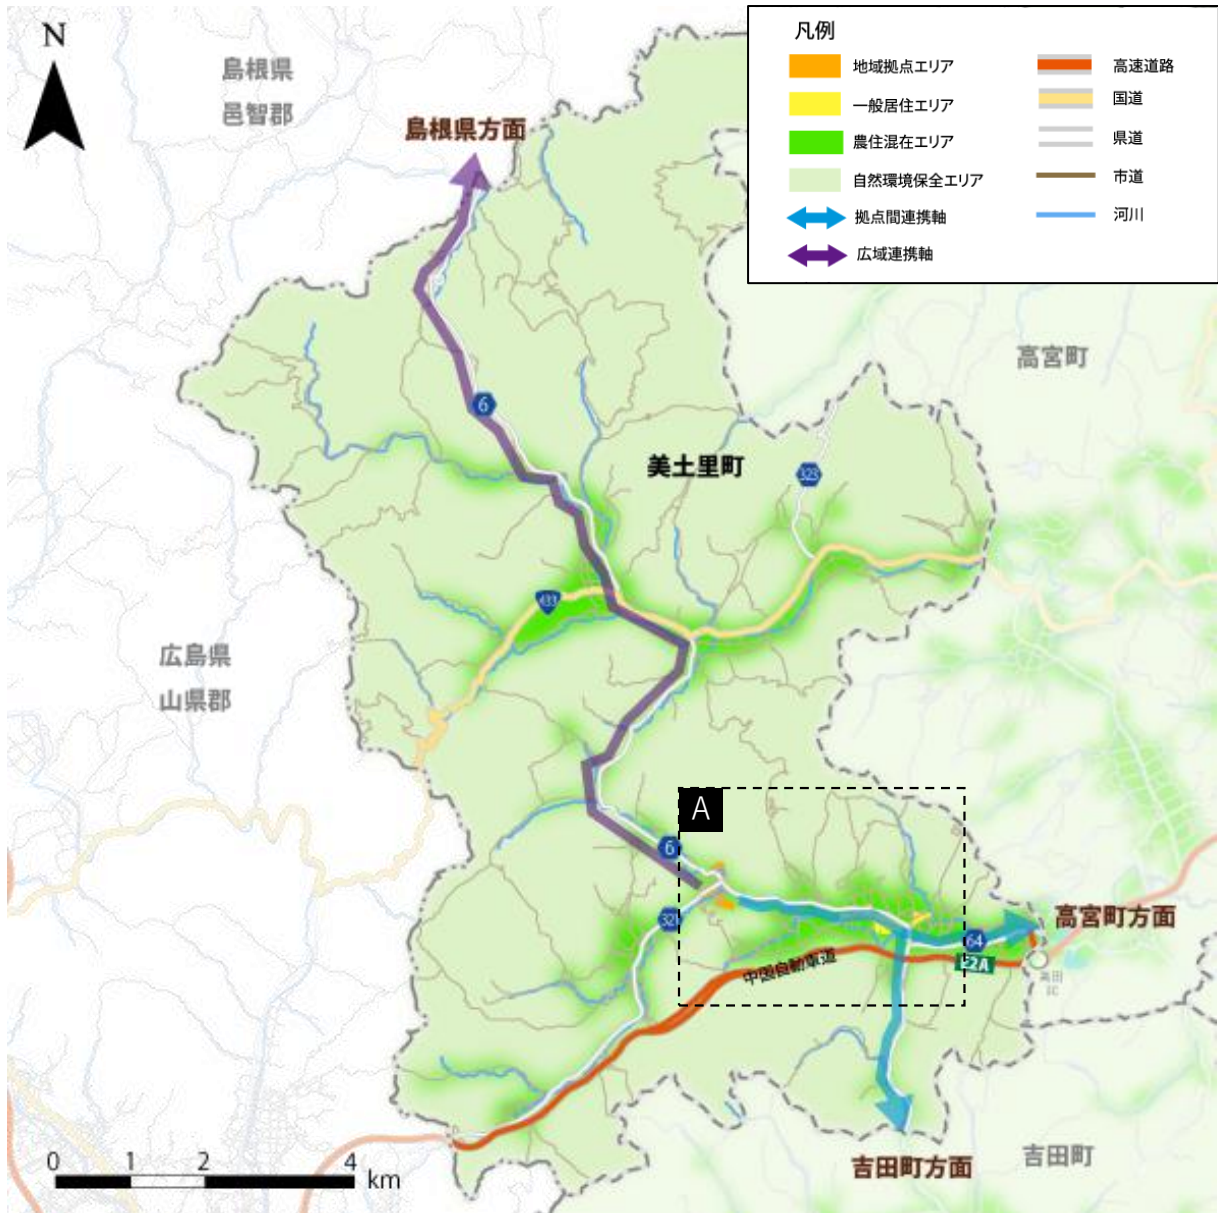 N
凡例
地域拠点エリア
一般居住エリア
農住混在エリア
自然環境保全エリア
拠点間連携軸
広域連携軸
高速道路
国道
県道
市道
河川
島根県
邑智郡
島根県方面
高宮町
6
美土里町
323
433
広島県
山県郡
A
6
321
64
高宮町方面
E2A
中国自動車道
高田
IC
吉田町方面
吉田町
0 1 2 4 km